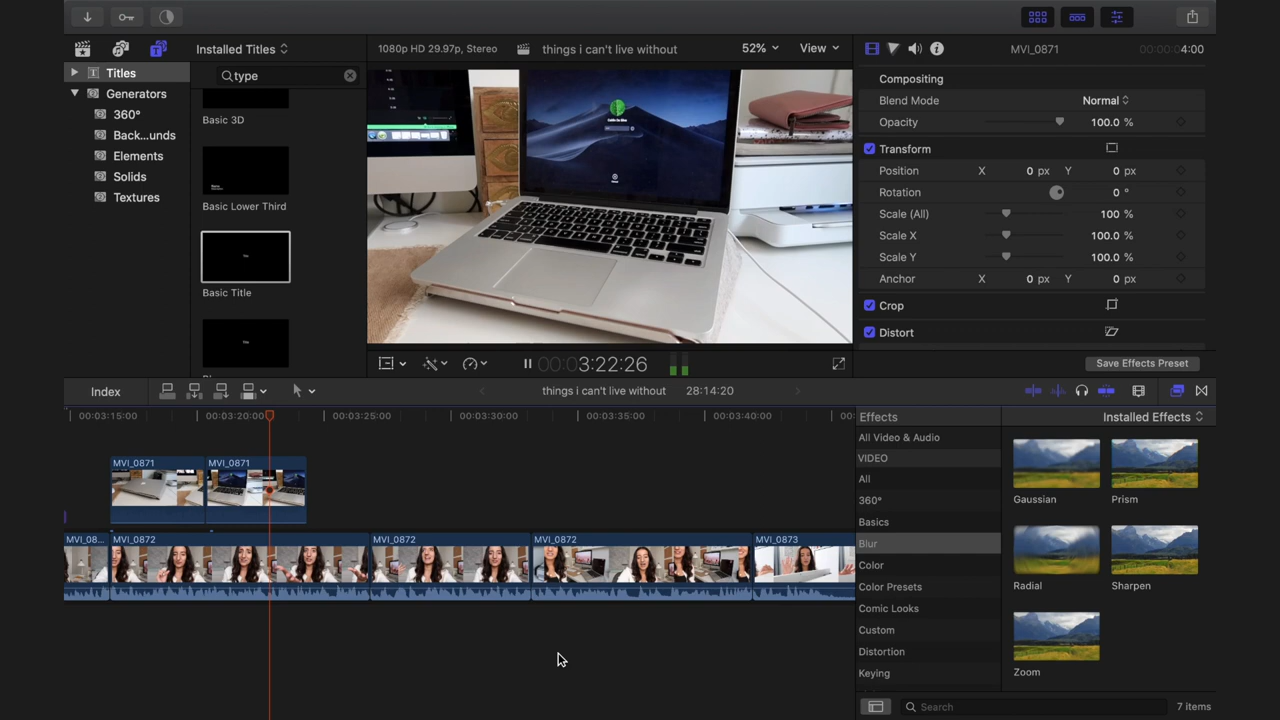 Installed Titles
1080p HD 29.97p, Stereo
things i can't live without
52%
View
MVI_0871
00:00:04:00
Titles
Generators
360°
Back...unds
Elements
Solids
Textures
type
Basic 3D
Basic Lower Third
Basic Title
Compositing
Blend Mode Normal
Opacity 100.0 %
Transform
Position X 0 px Y 0 px
Rotation 0 °
Scale (All) 100 %
Scale X 100.0 %
Scale Y 100.0 %
Anchor X 0 px Y 0 px
Crop
Distort
00:03:22:26
Save Effects Preset
Index
things i can't live without
28:14:20
00:03:15:00
00:03:20:00
00:03:25:00
00:03:30:00
00:03:35:00
00:03:40:00
00:
MVI_0871
MVI_0871
MVI_08...
MVI_0872
MVI_0872
MVI_0872
MVI_0873
Effects
Installed Effects
All Video & Audio
VIDEO
All
360°
Basics
Blur
Color
Color Presets
Comic Looks
Custom
Distortion
Keying
Gaussian
Prism
Radial
Sharpen
Zoom
Search
7 items